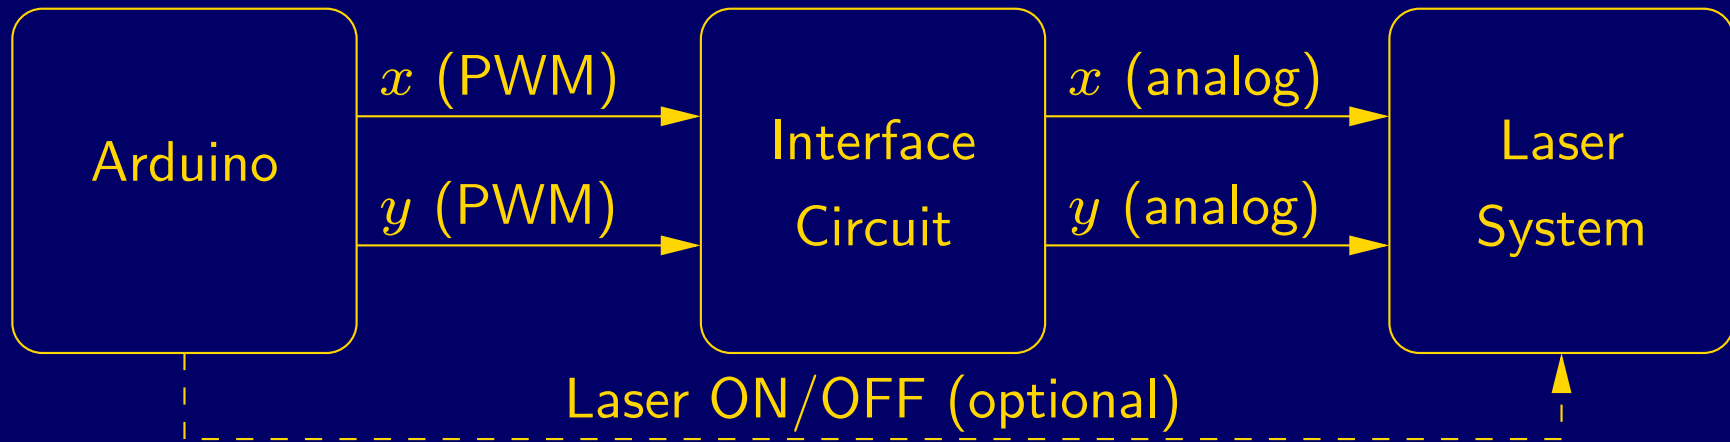 Arduino
x (PWM)
y (PWM)
Interface
Circuit
x (analog)
y (analog)
Laser
System
Laser ON/OFF (optional)